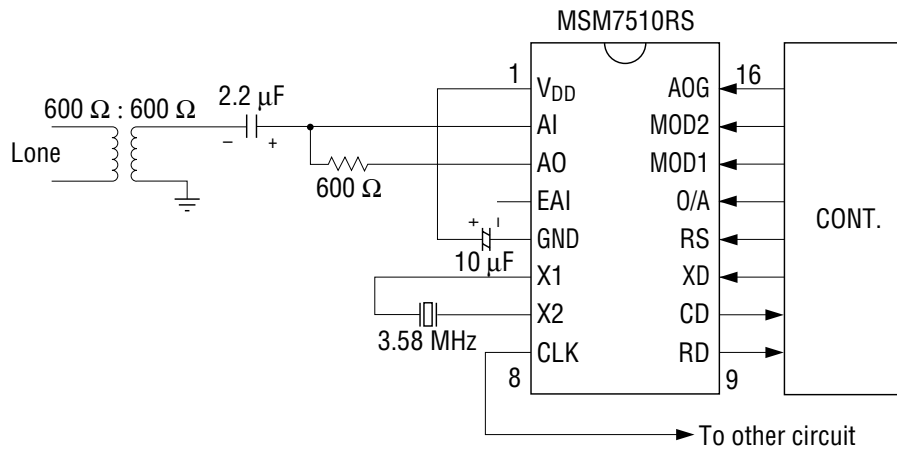 MSM7510RS
1
16
V_DD
AOG
600 Ω : 600 Ω
2.2 μF
− +
AI
MOD2
Lone
AO
MOD1
600 Ω
EAI
O/A
CONT.
+ −
GND
RS
10 μF
X1
XD
X2
CD
3.58 MHz
CLK
RD
8
9
To other circuit